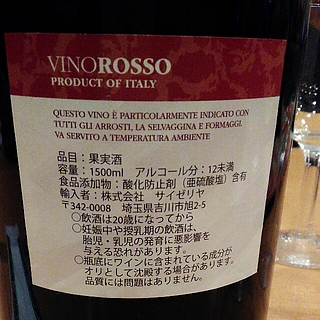 VINOROSSO
PRODUCT OF ITALY
QUESTO VINO È PARTICOLARMENTE INDICATO CON
TUTTI GLI ARROSTI, LA SELVAGGINA E FORMAGGI.
VA SERVITO A TEMPERATURA AMBIENTE
品目：果実酒
容量：1500ml　アルコール分：12未満
食品添加物：酸化防止剤（亜硫酸塩）含有
輸入者：株式会社　サイゼリヤ
〒342-0008　埼玉県吉川市旭2-5
○飲酒は20歳になってから
○妊娠中や授乳期の飲酒は、
胎児・乳児の発育に悪影響を
与える恐れがあります。
○瓶底にワインに含まれている成分が
オリとして沈殿する場合があります。
品質には問題はありません。